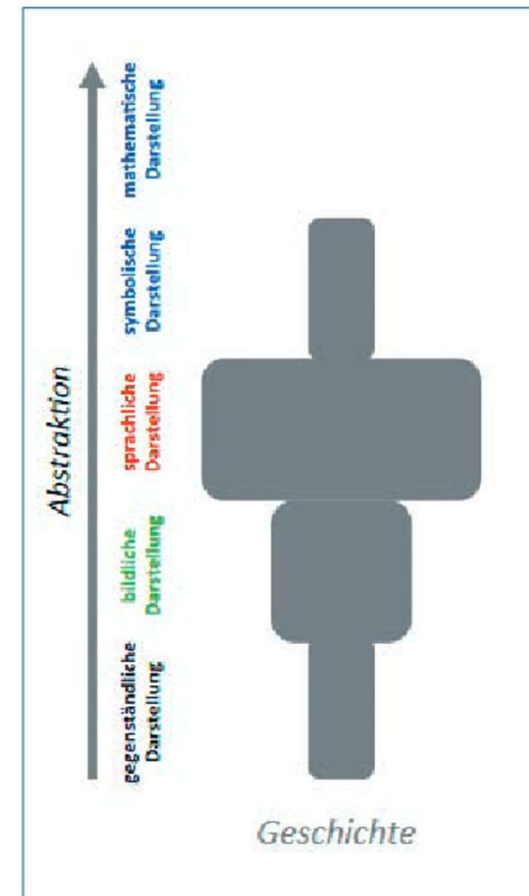 Abstraktion
mathematische
Darstellung
symbolische
Darstellung
sprachliche
Darstellung
bildliche
Darstellung
gegenständliche
Darstellung
Geschichte